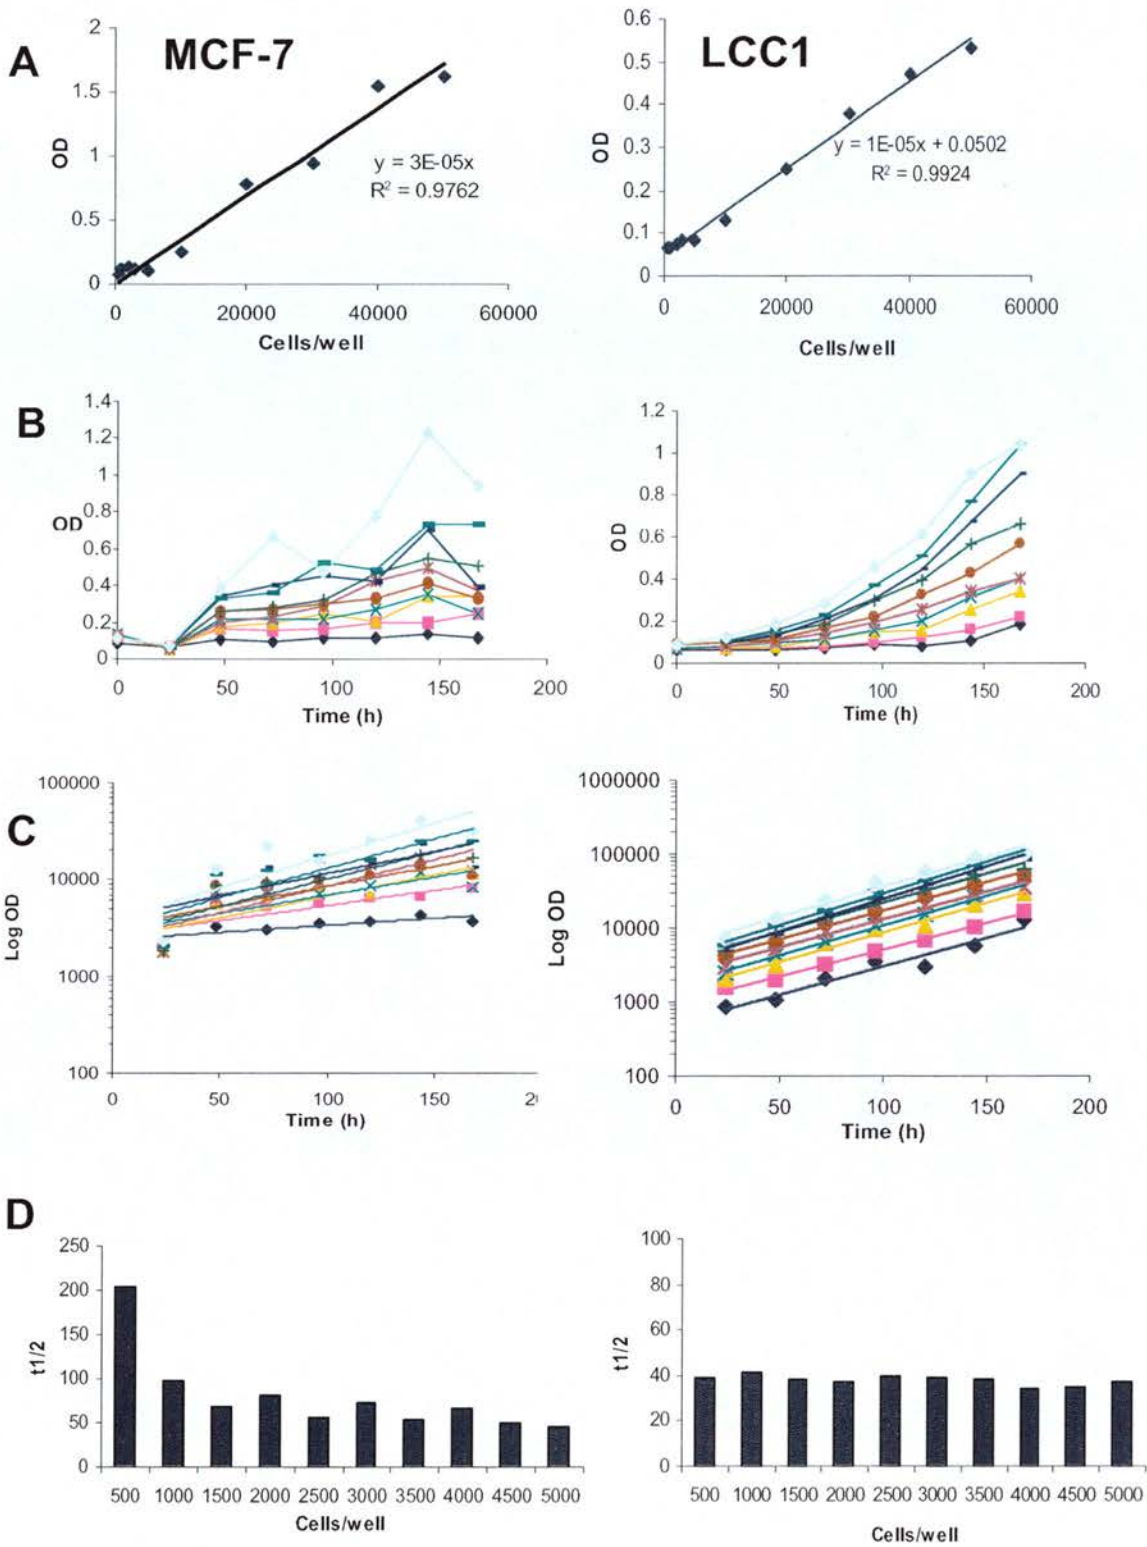 A
MCF-7
LCC1
2
1.5
1
0.5
0
OD
y = 3E-05x
R² = 0.9762
0
20000
40000
60000
Cells/well
0.6
0.5
0.4
0.3
0.2
0.1
0
OD
y = 1E-05x + 0.0502
R² = 0.9924
0
20000
40000
60000
Cells/well
B
1.4
1.2
1
0.8
0.6
0.4
0.2
0
OD
0
50
100
150
200
Time (h)
1.2
1
0.8
0.6
0.4
0.2
0
OD
0
50
100
150
200
Time (h)
C
100000
10000
1000
100
Log OD
0
50
100
150
Time (h)
1000000
100000
10000
1000
100
Log OD
0
50
100
150
200
Time (h)
D
250
200
150
100
50
0
t1/2
500 1000 1500 2000 2500 3000 3500 4000 4500 5000
Cells/well
100
80
60
40
20
0
t1/2
500 1000 1500 2000 2500 3000 3500 4000 4500 5000
Cells/well